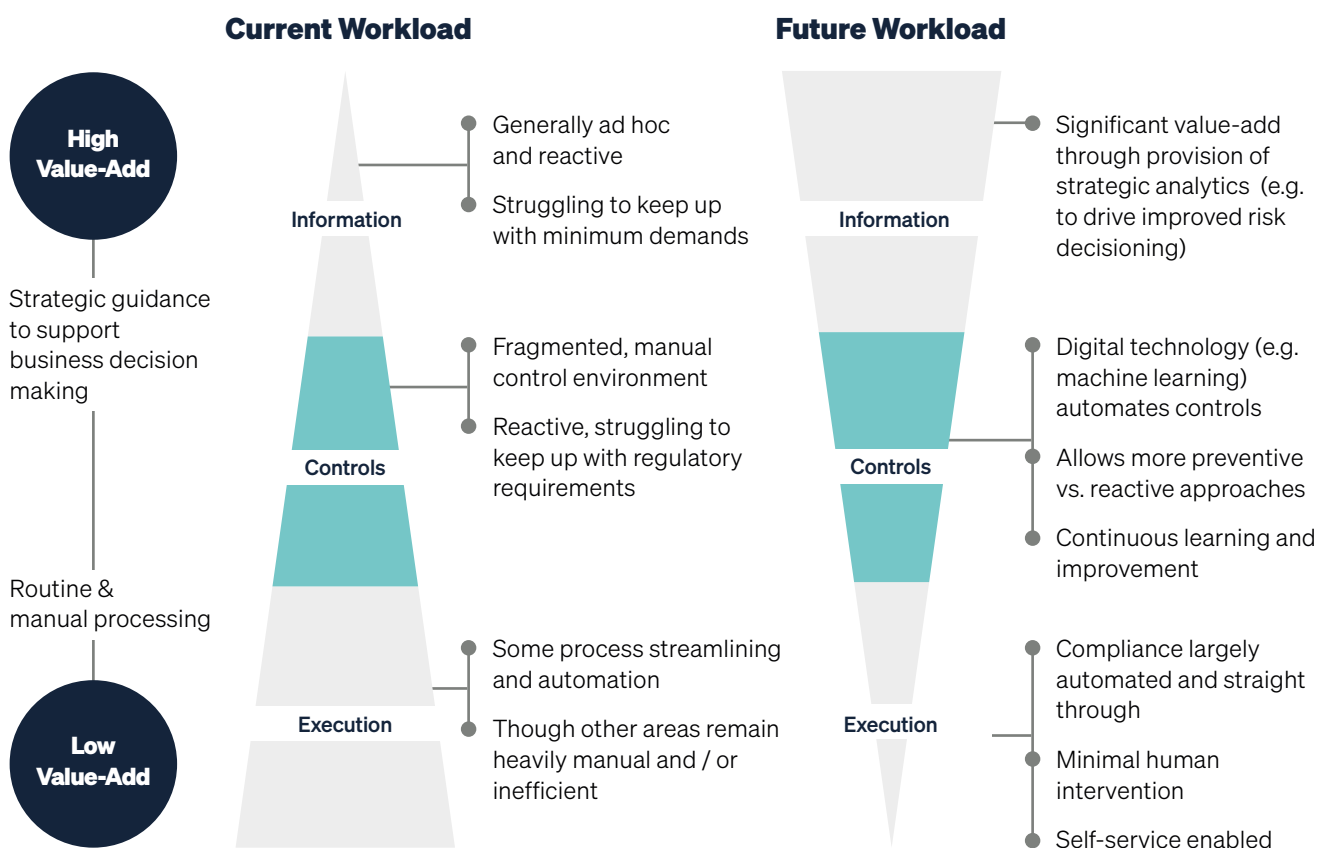 Current Workload
Future Workload
High
Value-Add
Strategic guidance
to support
business decision
making
Routine &
manual processing
Low
Value-Add
Information
Generally ad hoc
and reactive
Struggling to keep up
with minimum demands
Controls
Fragmented, manual
control environment
Reactive, struggling to
keep up with regulatory
requirements
Execution
Some process streamlining
and automation
Though other areas remain
heavily manual and / or
inefficient
Information
Significant value-add
through provision of
strategic analytics (e.g.
to drive improved risk
decisioning)
Controls
Digital technology (e.g.
machine learning)
automates controls
Allows more preventive
vs. reactive approaches
Continuous learning and
improvement
Execution
Compliance largely
automated and straight
through
Minimal human
intervention
Self-service enabled